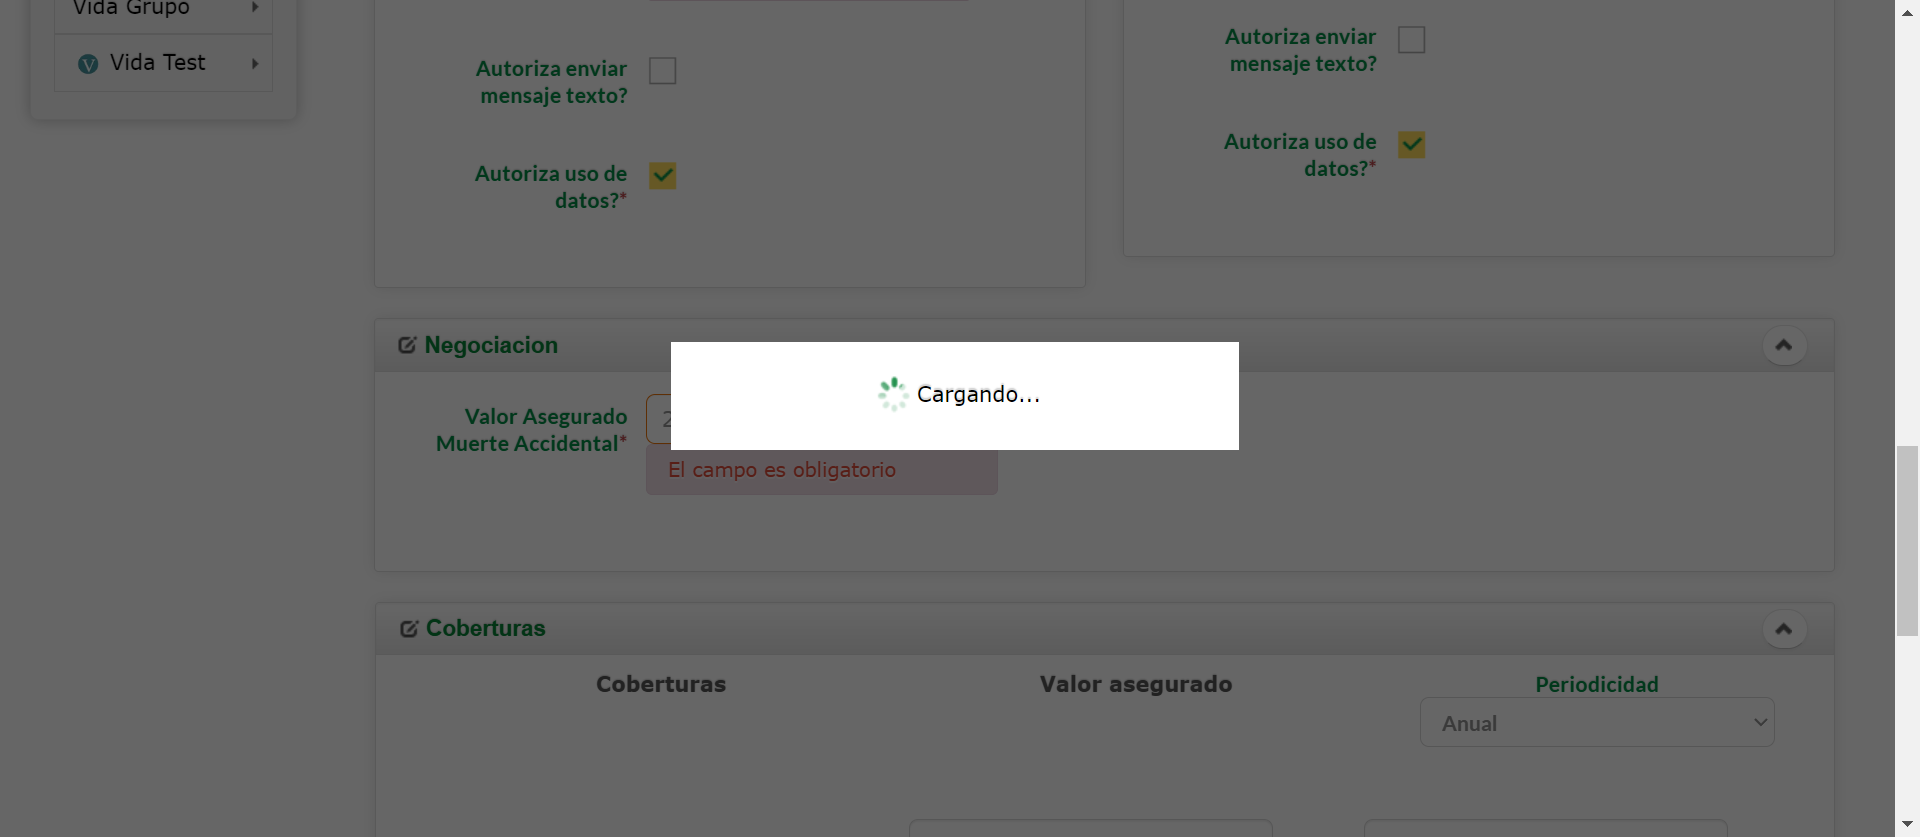 Vida Grupo
Vida Test
Autoriza enviar
mensaje texto?
Autoriza uso de
datos?*
Autoriza enviar
mensaje texto?
Autoriza uso de
datos?*
Negociacion
Valor Asegurado
Muerte Accidental*
2
Cargando...
El campo es obligatorio
Coberturas
Coberturas
Valor asegurado
Periodicidad
Anual